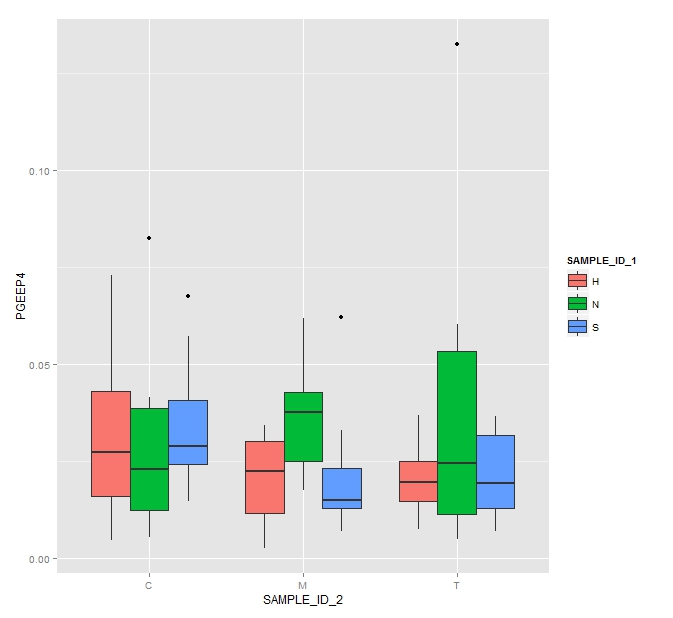 PGEEP4
0.10
0.05
0.00
C M T
SAMPLE_ID_2
SAMPLE_ID_1
H
N
S